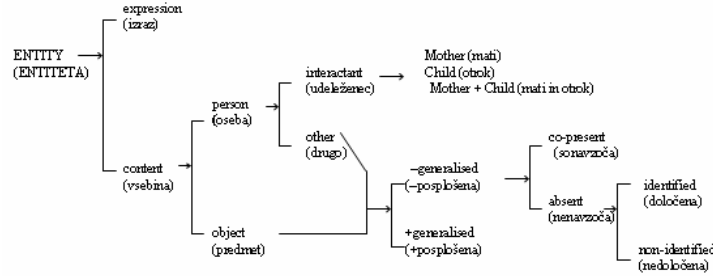 expression
(izraz)
ENTITY
(ENTITETA)
content
(vsebina)
person
(oseba)
object
(predmet)
interactant
(udeleženec)
other
(drugo)
Mother (mati)
Child (otrok)
Mother + Child (mati in otrok)
–generalised
(–posplošena)
+generalised
(+posplošena)
co-present
(sonavzoča)
absent
(nenavzoča)
identified
(določena)
non-identified
(nedoločena)